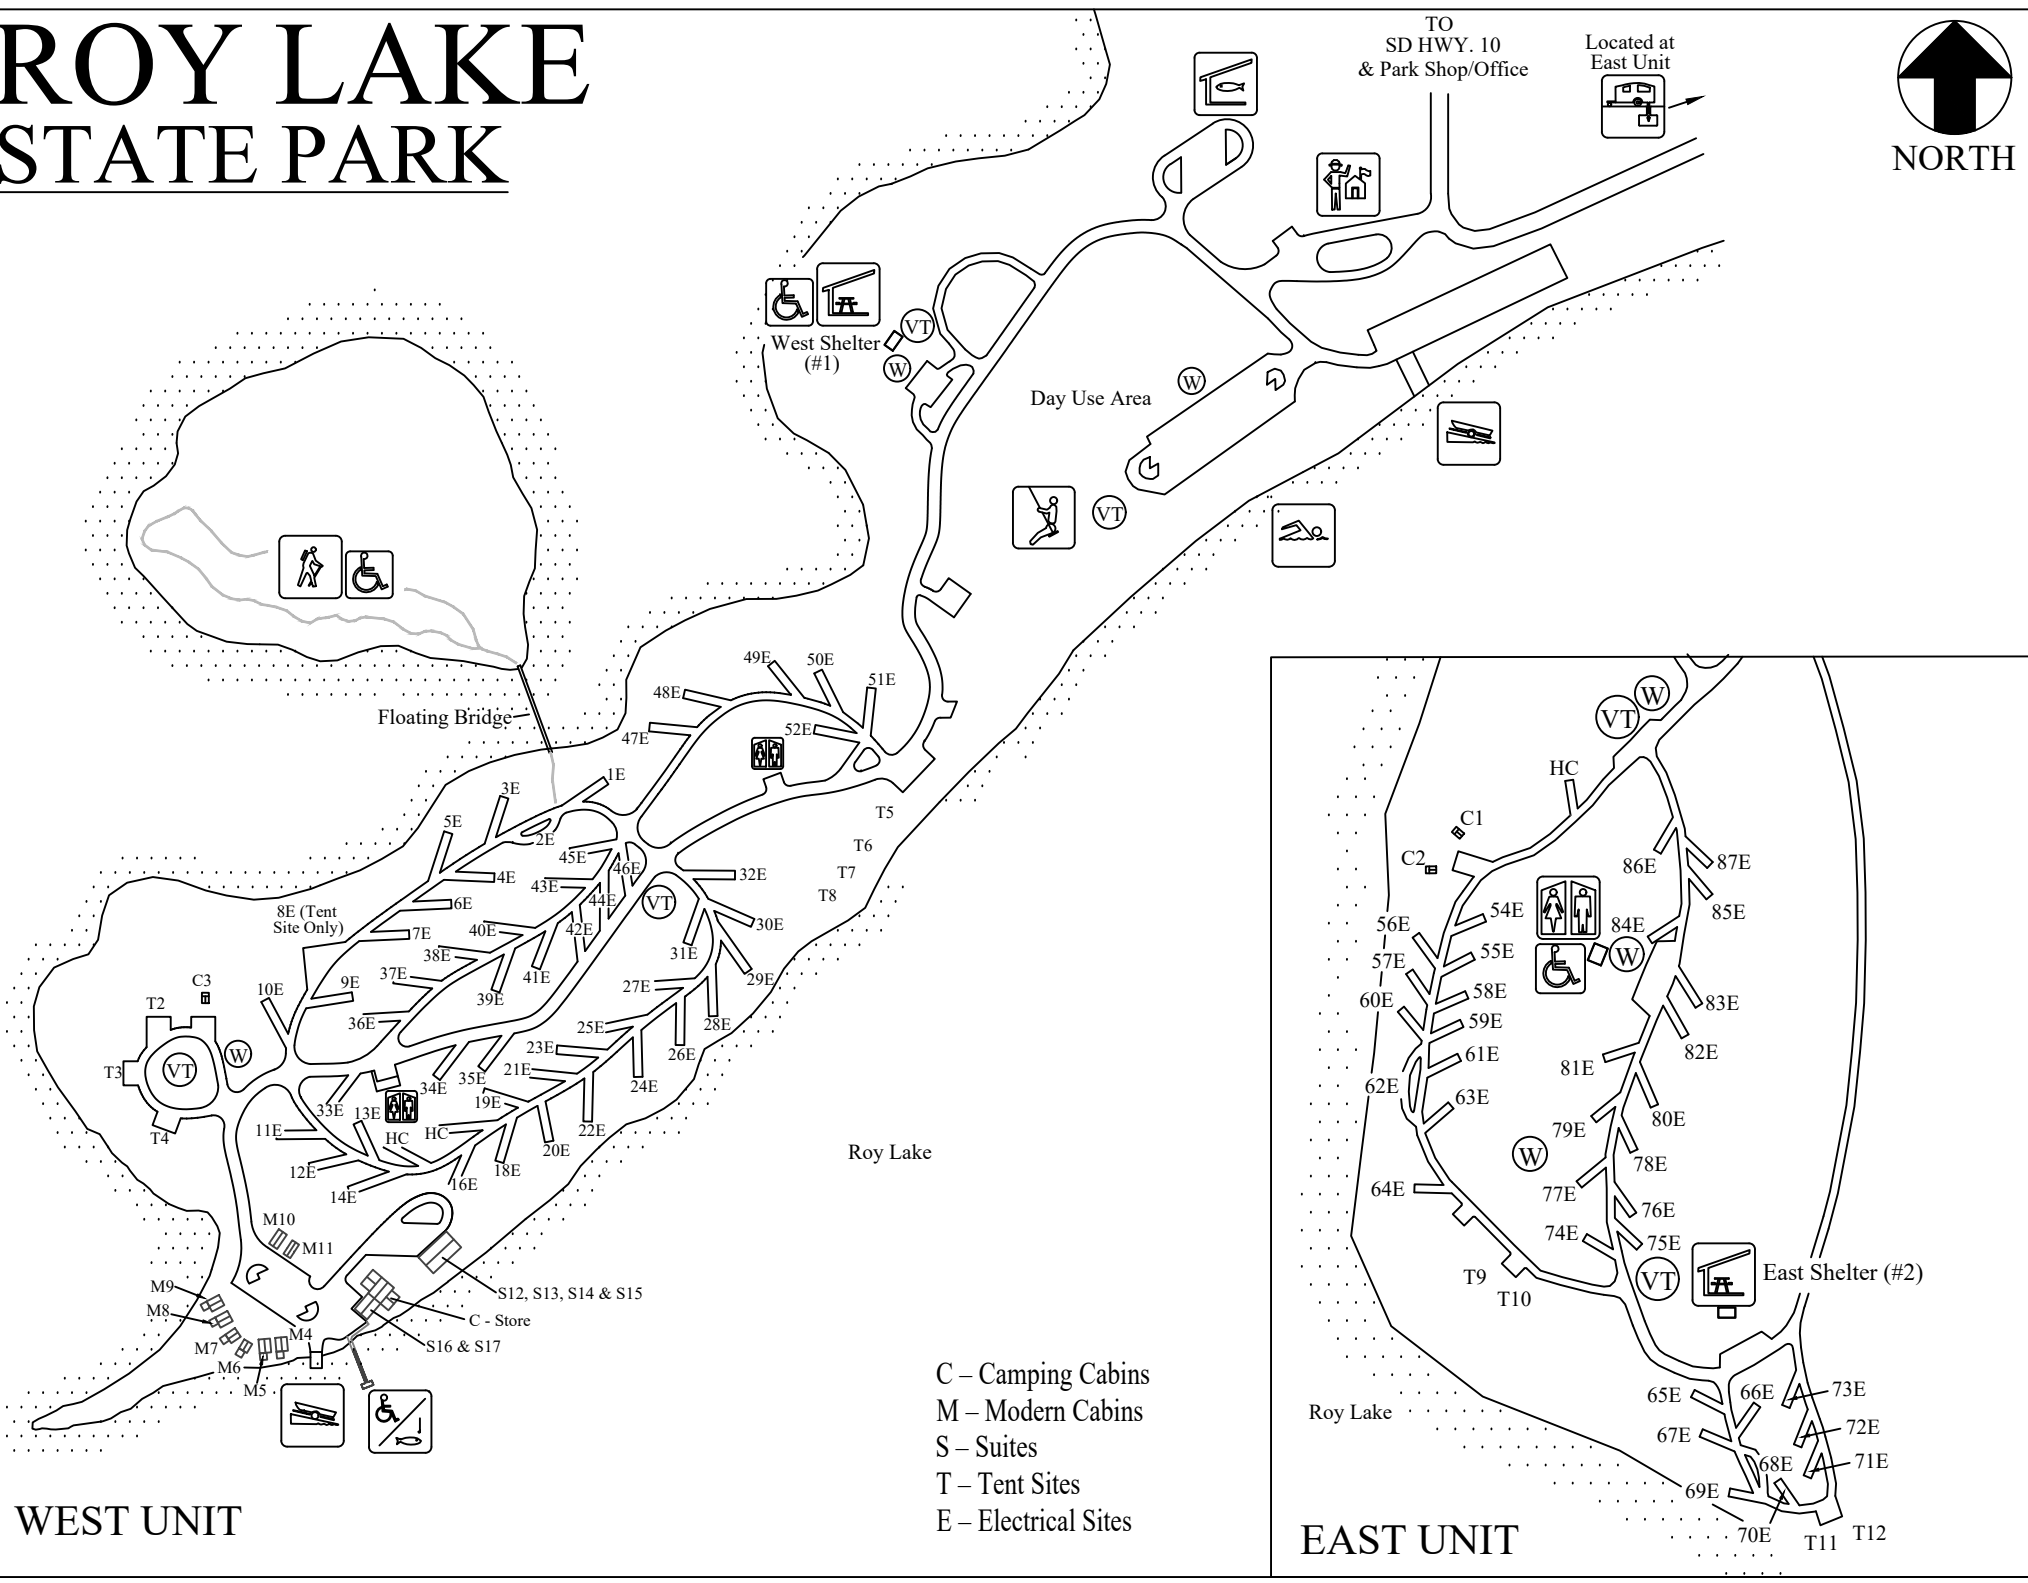 ROY LAKE
STATE PARK
TO
SD HWY. 10
& Park Shop/Office
Located at
East Unit
NORTH
VT
West Shelter
(#1)
W
Day Use Area
W
VT
Floating Bridge
49E
50E
51E
48E
47E
52E
1E
3E
5E
2E
45E
46E
4E
43E
32E
T5
T6
T7
T8
6E
44E
VT
8E (Tent
Site Only)
7E
40E
42E
30E
38E
31E
41E
37E
29E
27E
9E
10E
39E
C3
T2
36E
25E
28E
W
23E
26E
VT
T3
21E
34E
35E
24E
19E
33E
13E
T4
11E
HC
HC
22E
20E
12E
18E
14E
16E
Roy Lake
M10
M11
M9
M8
M7
M6
M5
M4
S12, S13, S14 & S15
C - Store
S16 & S17
C – Camping Cabins
M – Modern Cabins
S – Suites
T – Tent Sites
E – Electrical Sites
WEST UNIT
W
VT
HC
C1
C2
86E
87E
85E
54E
56E
84E
W
55E
57E
58E
60E
83E
59E
61E
82E
81E
62E
63E
80E
79E
W
78E
64E
77E
76E
74E
75E
T9
T10
VT
East Shelter (#2)
65E
66E
73E
Roy Lake
67E
72E
68E
71E
69E
70E
T11
T12
EAST UNIT